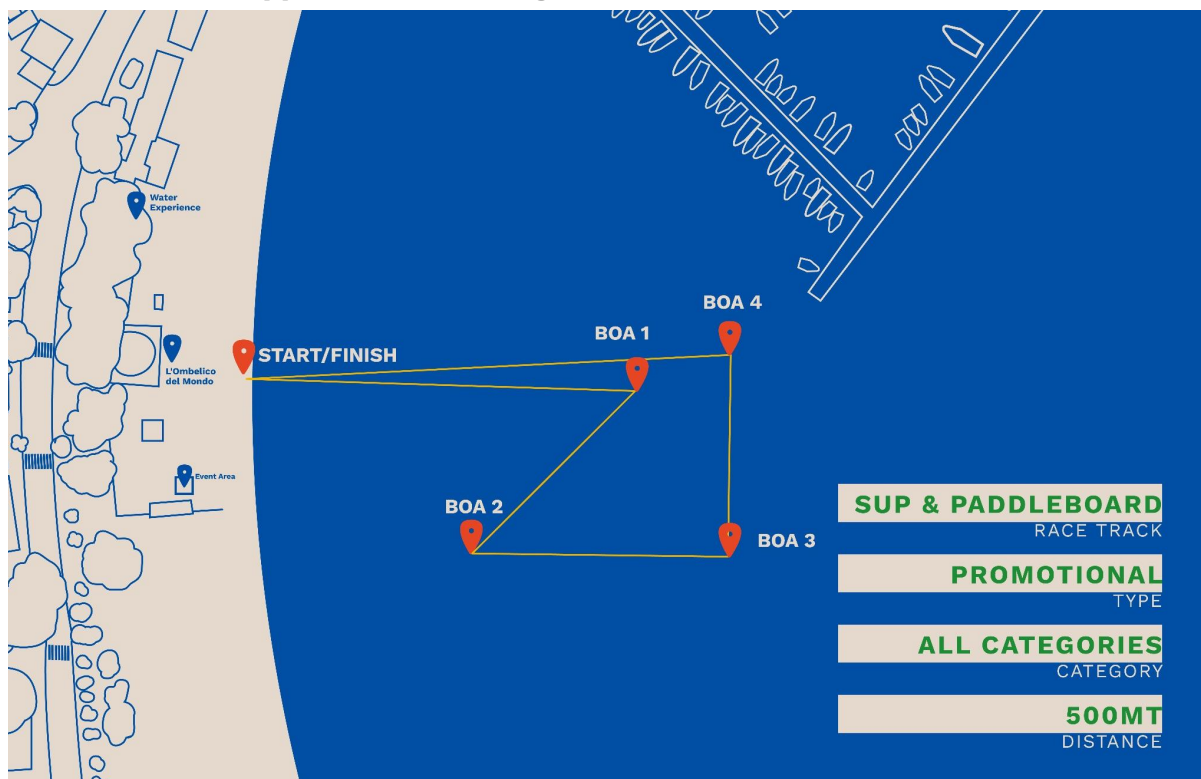 Water
Experience
BOA 4
BOA 1
START/FINISH
L'Ombelico
del Mondo
Event Area
BOA 2
BOA 3
SUP & PADDLEBOARD
RACE TRACK
PROMOTIONAL
TYPE
ALL CATEGORIES
CATEGORY
500MT
DISTANCE